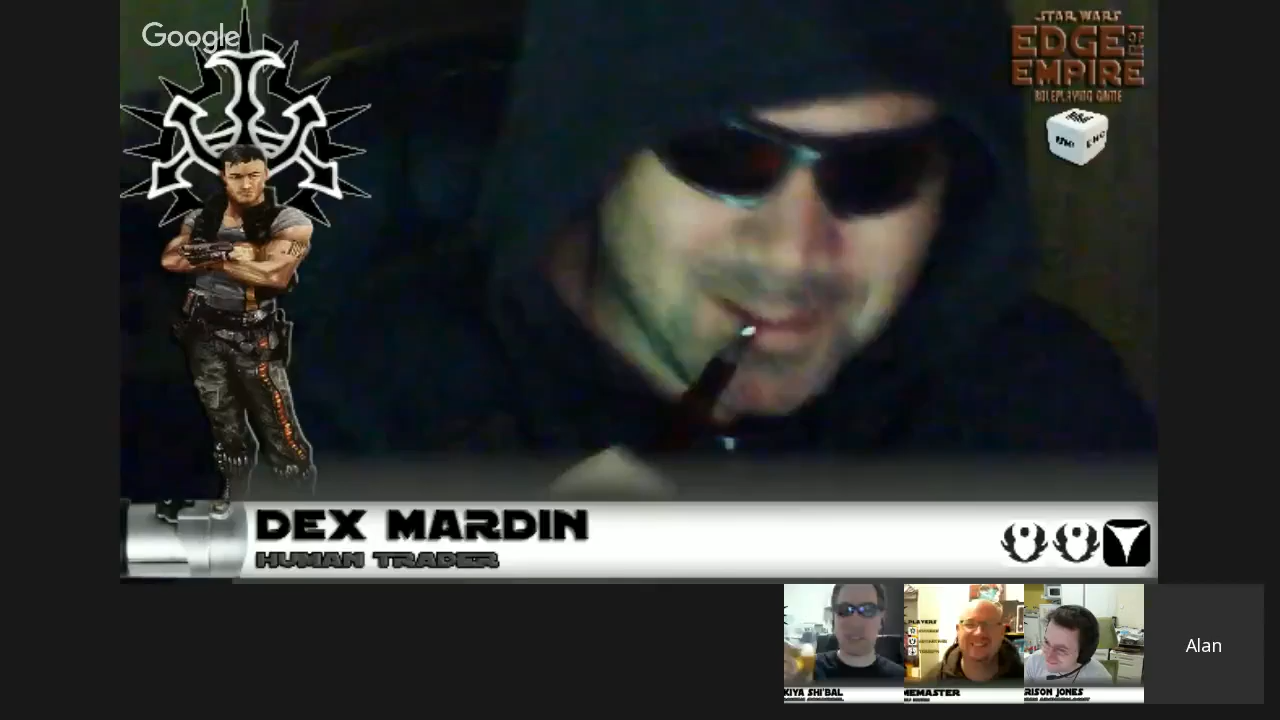 Google
STAR WARS
EDGE OF THE
EMPIRE
ROLEPLAYING GAME
DEX MARDIN
HUMAN TRADER
PLAYERS
KIYA SHI'BAL
MEMASTER
RISON JONES
Alan